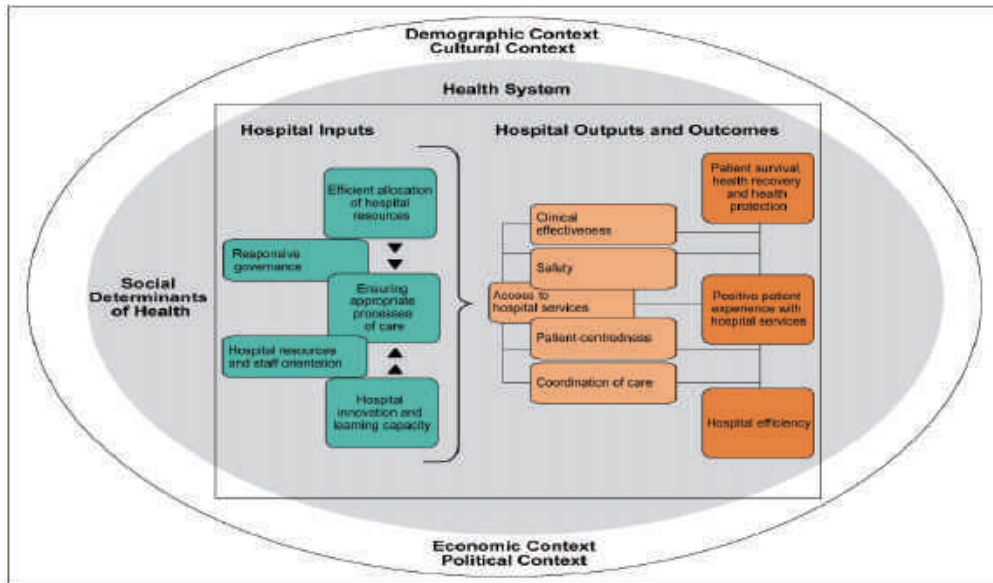 Demographic Context
Cultural Context
Health System
Hospital Inputs
Hospital Outputs and Outcomes
Efficient allocation
of hospital
resources
Responsive
governance
Ensuring
appropriate
processes
of care
Hospital resources
and staff orientation
Hospital
innovation and
learning capacity
Clinical
effectiveness
Safety
Access to
hospital services
Patient-centredness
Coordination of care
Patient survival,
health recovery
and health
protection
Positive patient
experience with
hospital services
Hospital efficiency
Social
Determinants
of Health
Economic Context
Political Context